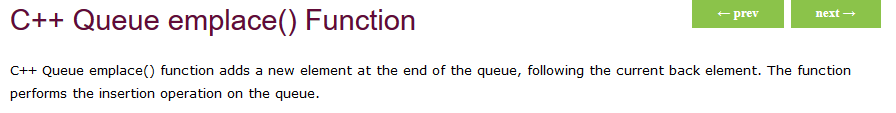 C++ Queue emplace() Function
← prev next →
C++ Queue emplace() function adds a new element at the end of the queue, following the current back element. The function
performs the insertion operation on the queue.